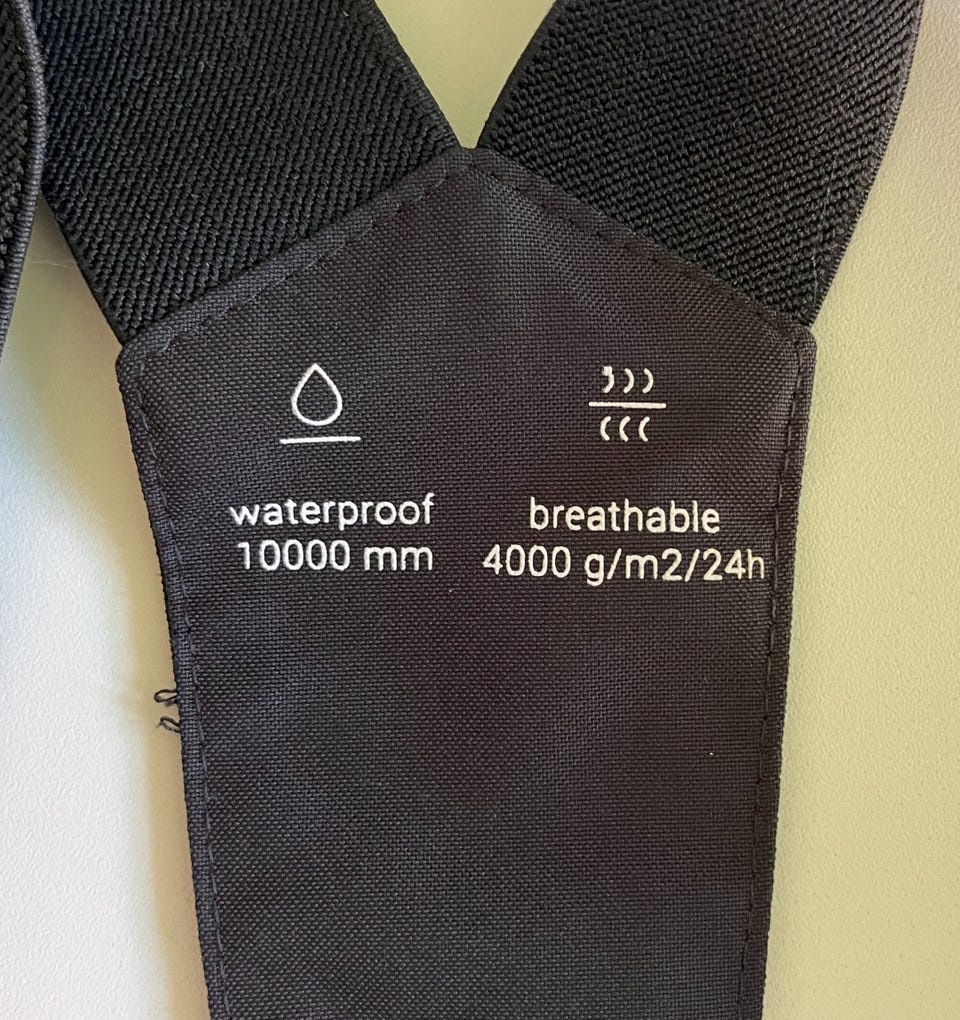 waterproof
10000 mm
breathable
4000 g/m2/24h